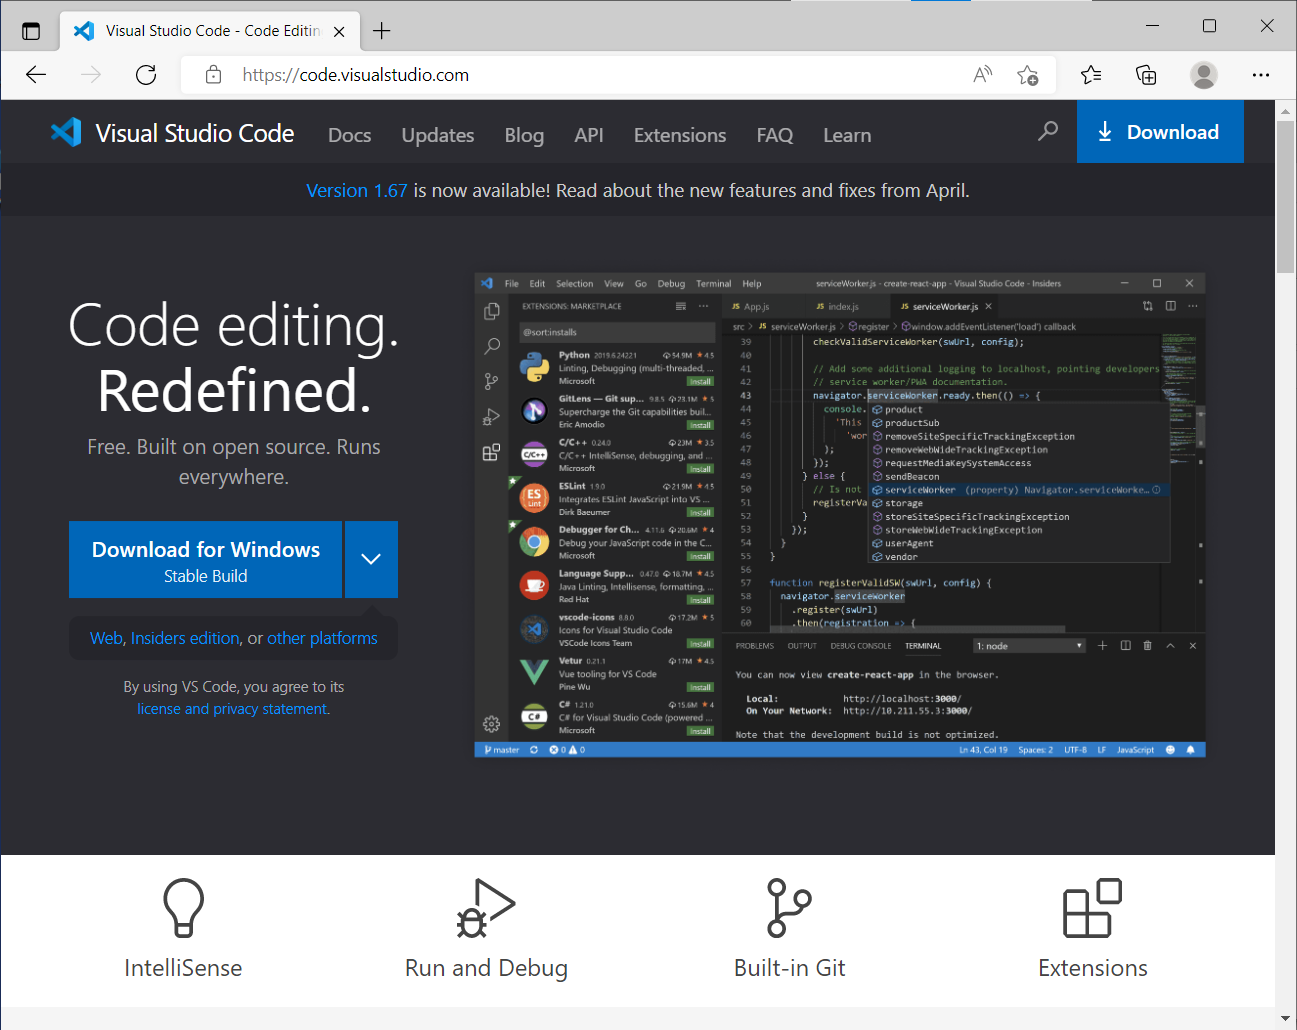 Visual Studio Code - Code Editin
https://code.visualstudio.com
Visual Studio Code Docs Updates Blog API Extensions FAQ Learn Download
Version 1.67 is now available! Read about the new features and fixes from April.
Code editing.
Redefined.
Free. Built on open source. Runs
everywhere.
Download for Windows
Stable Build
Web, Insiders edition, or other platforms
By using VS Code, you agree to its
license and privacy statement.
File Edit Selection View Go Debug Terminal Help serviceWorker.js - create-react-app - Visual Studio Code - Insiders
EXTENSIONS: MARKETPLACE
@sort:installs
Python 2019.6.24221 54.9M 4.5
Linting, Debugging (multi-threaded, ...
Microsoft Install
GitLens — Git sup... 9.8.5 23.1M 5
Supercharge the Git capabilities buil...
Eric Amodio Install
C/C++ 0.24.0 23M 3.5
C/C++ IntelliSense, debugging, and ...
Microsoft Install
ESLint 1.9.0 21.9M 4.5
Integrates ESLint JavaScript into VS ...
Dirk Baeumer Install
Debugger for Ch... 4.11.6 20.6M 4
Debug your JavaScript code in the C...
Microsoft Install
Language Supp... 0.47.0 18.7M 4.5
Java Linting, Intellisense, formatting, ...
Red Hat Install
vscode-icons 8.8.0 17.2M 5
Icons for Visual Studio Code
VSCode Icons Team Install
Vetur 0.21.1 17M 4.5
Vue tooling for VS Code
Pine Wu Install
C# 1.21.0 15.6M 4
C# for Visual Studio Code (powered ...
Microsoft Install
JS App.js JS index.js JS serviceWorker.js
src > JS serviceWorker.js > register > window.addEventListener('load') callback
39 checkValidServiceWorker(swUrl, config);
40
41 // Add some additional logging to localhost, pointing developers
42 // service worker/PWA documentation.
43 navigator.serviceWorker.ready.then(() => {
44 console.
45 'This
46 'wor
47 );
48 });
49 } else {
50 // Is not
51 registerVa
52 }
53 });
54 }
55 }
56
57 function registerValidSW(swUrl, config) {
58 navigator.serviceWorker
59 .register(swUrl)
60 .then(registration => {
product
productSub
removeSiteSpecificTrackingException
removeWebWideTrackingException
requestMediaKeySystemAccess
sendBeacon
serviceWorker (property) Navigator.serviceWorke...
storage
storeSiteSpecificTrackingException
storeWebWideTrackingException
userAgent
vendor
PROBLEMS OUTPUT DEBUG CONSOLE TERMINAL 1: node
You can now view create-react-app in the browser.
Local: http://localhost:3000/
On Your Network: http://10.211.55.3:3000/
Note that the development build is not optimized.
master 0 0 Ln 43, Col 19 Spaces: 2 UTF-8 LF JavaScript
IntelliSense Run and Debug Built-in Git Extensions